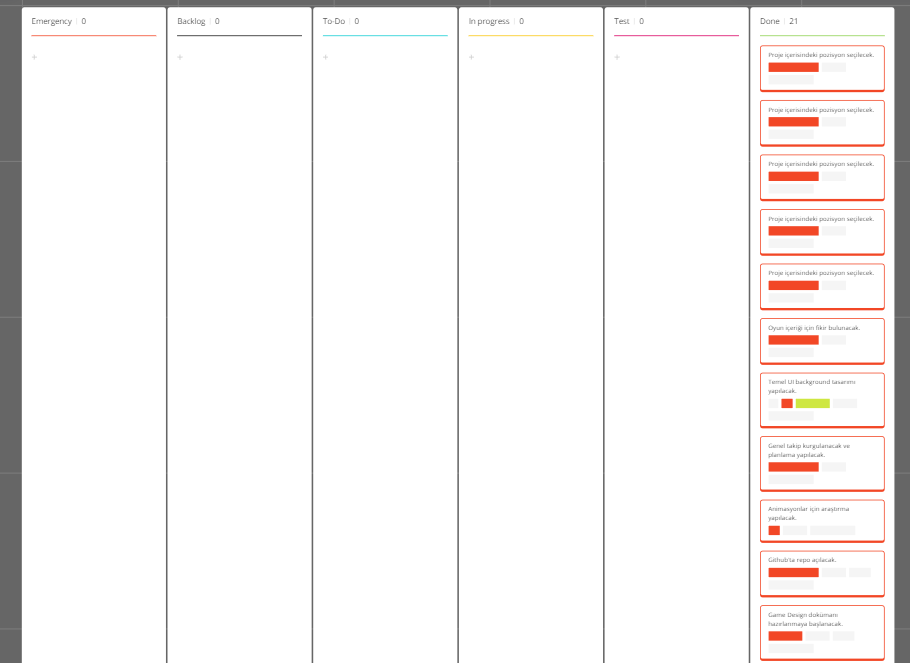 Emergency | 0
Backlog | 0
To-Do | 0
In progress | 0
Test | 0
Done | 21
+
+
+
+
+
Proje içerisindeki pozisyon seçilecek.
Proje içerisindeki pozisyon seçilecek.
Proje içerisindeki pozisyon seçilecek.
Proje içerisindeki pozisyon seçilecek.
Proje içerisindeki pozisyon seçilecek.
Oyun içeriği için fikir bulunacak.
Temel UI background tasarımı
yapılacak.
Genel takip kurgulanacak ve
planlama yapılacak.
Animasyonlar için araştırma
yapılacak.
Github'ta repo açılacak.
Game Design dokümanı
hazırlanmaya başlanacak.